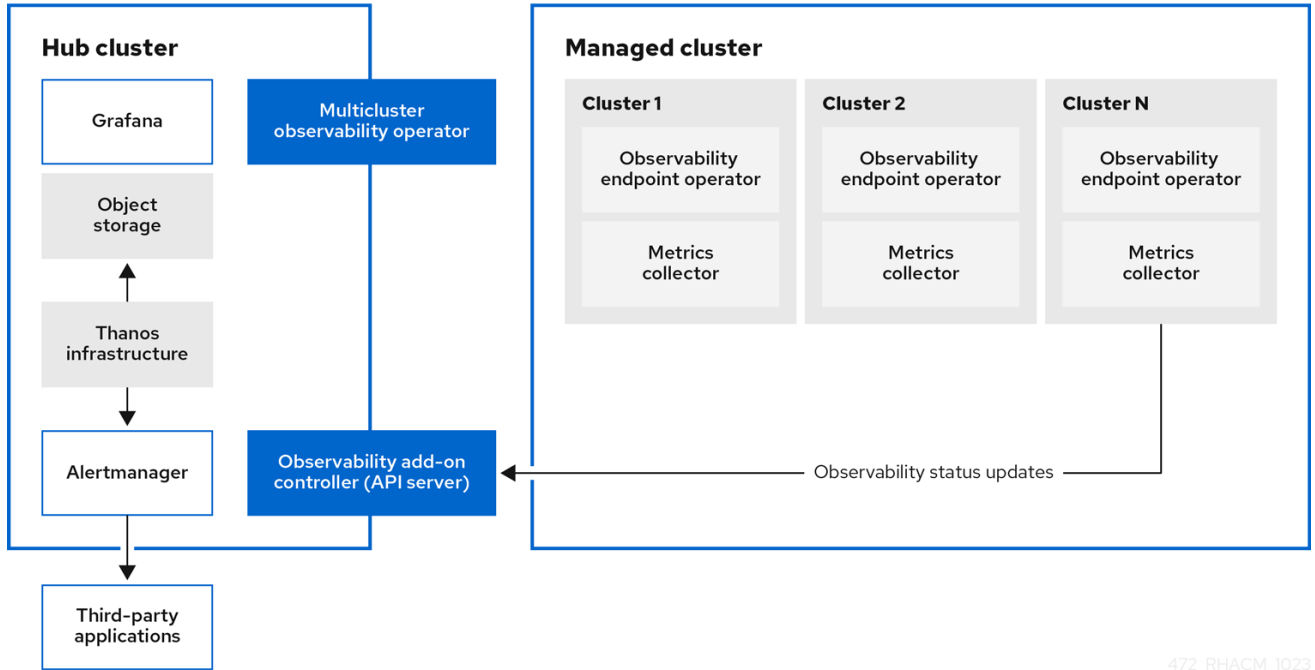 Hub cluster
Grafana
Multicluster
observability operator
Object
storage
Thanos
infrastructure
Alertmanager
Observability add-on
controller (API server)
Third-party
applications
Managed cluster
Cluster 1
Observability
endpoint operator
Metrics
collector
Cluster 2
Observability
endpoint operator
Metrics
collector
Cluster N
Observability
endpoint operator
Metrics
collector
Observability status updates
472_RHACM_1023